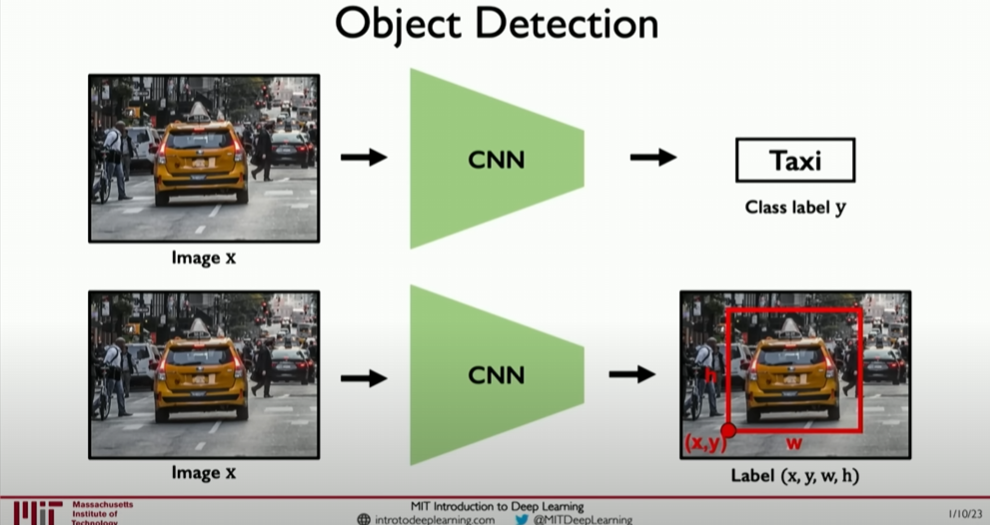 Object Detection
CNN
Taxi
Class label y
Image x
CNN
h
(x,y)
w
Image x
Label (x, y, w, h)
Massachusetts
Institute of
Technology
MIT Introduction to Deep Learning
introtodeeplearning.com @MITDeepLearning
1/10/23